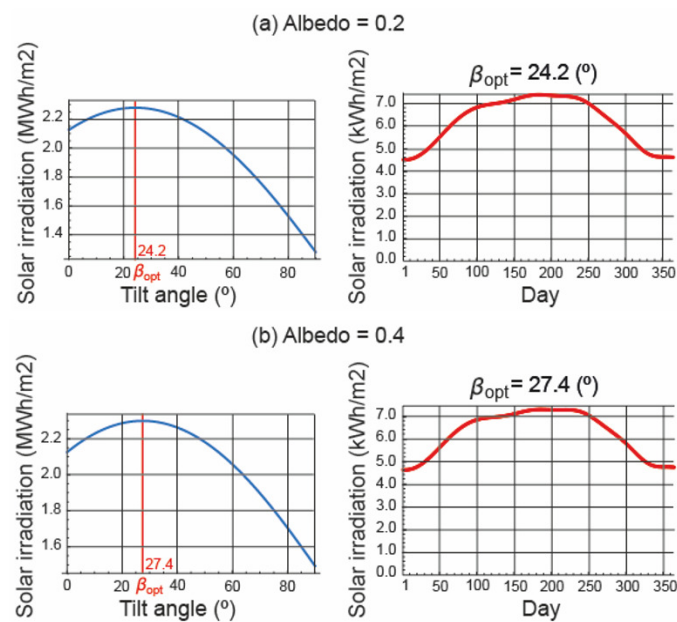 (a) Albedo = 0.2
Solar irradiation (MWh/m2)
2.2
2.0
1.8
1.6
1.4
24.2
0 20 40 60 80
βopt
Tilt angle (º)
βopt= 24.2 (º)
Solar irradiation (kWh/m2)
7.0
6.0
5.0
4.0
3.0
2.0
1.0
0.0
1 50 100 150 200 250 300 350
Day
(b) Albedo = 0.4
Solar irradiation (MWh/m2)
2.2
2.0
1.8
1.6
27.4
0 20 40 60 80
βopt
Tilt angle (º)
βopt= 27.4 (º)
Solar irradiation (kWh/m2)
7.0
6.0
5.0
4.0
3.0
2.0
1.0
0.0
1 50 100 150 200 250 300 350
Day